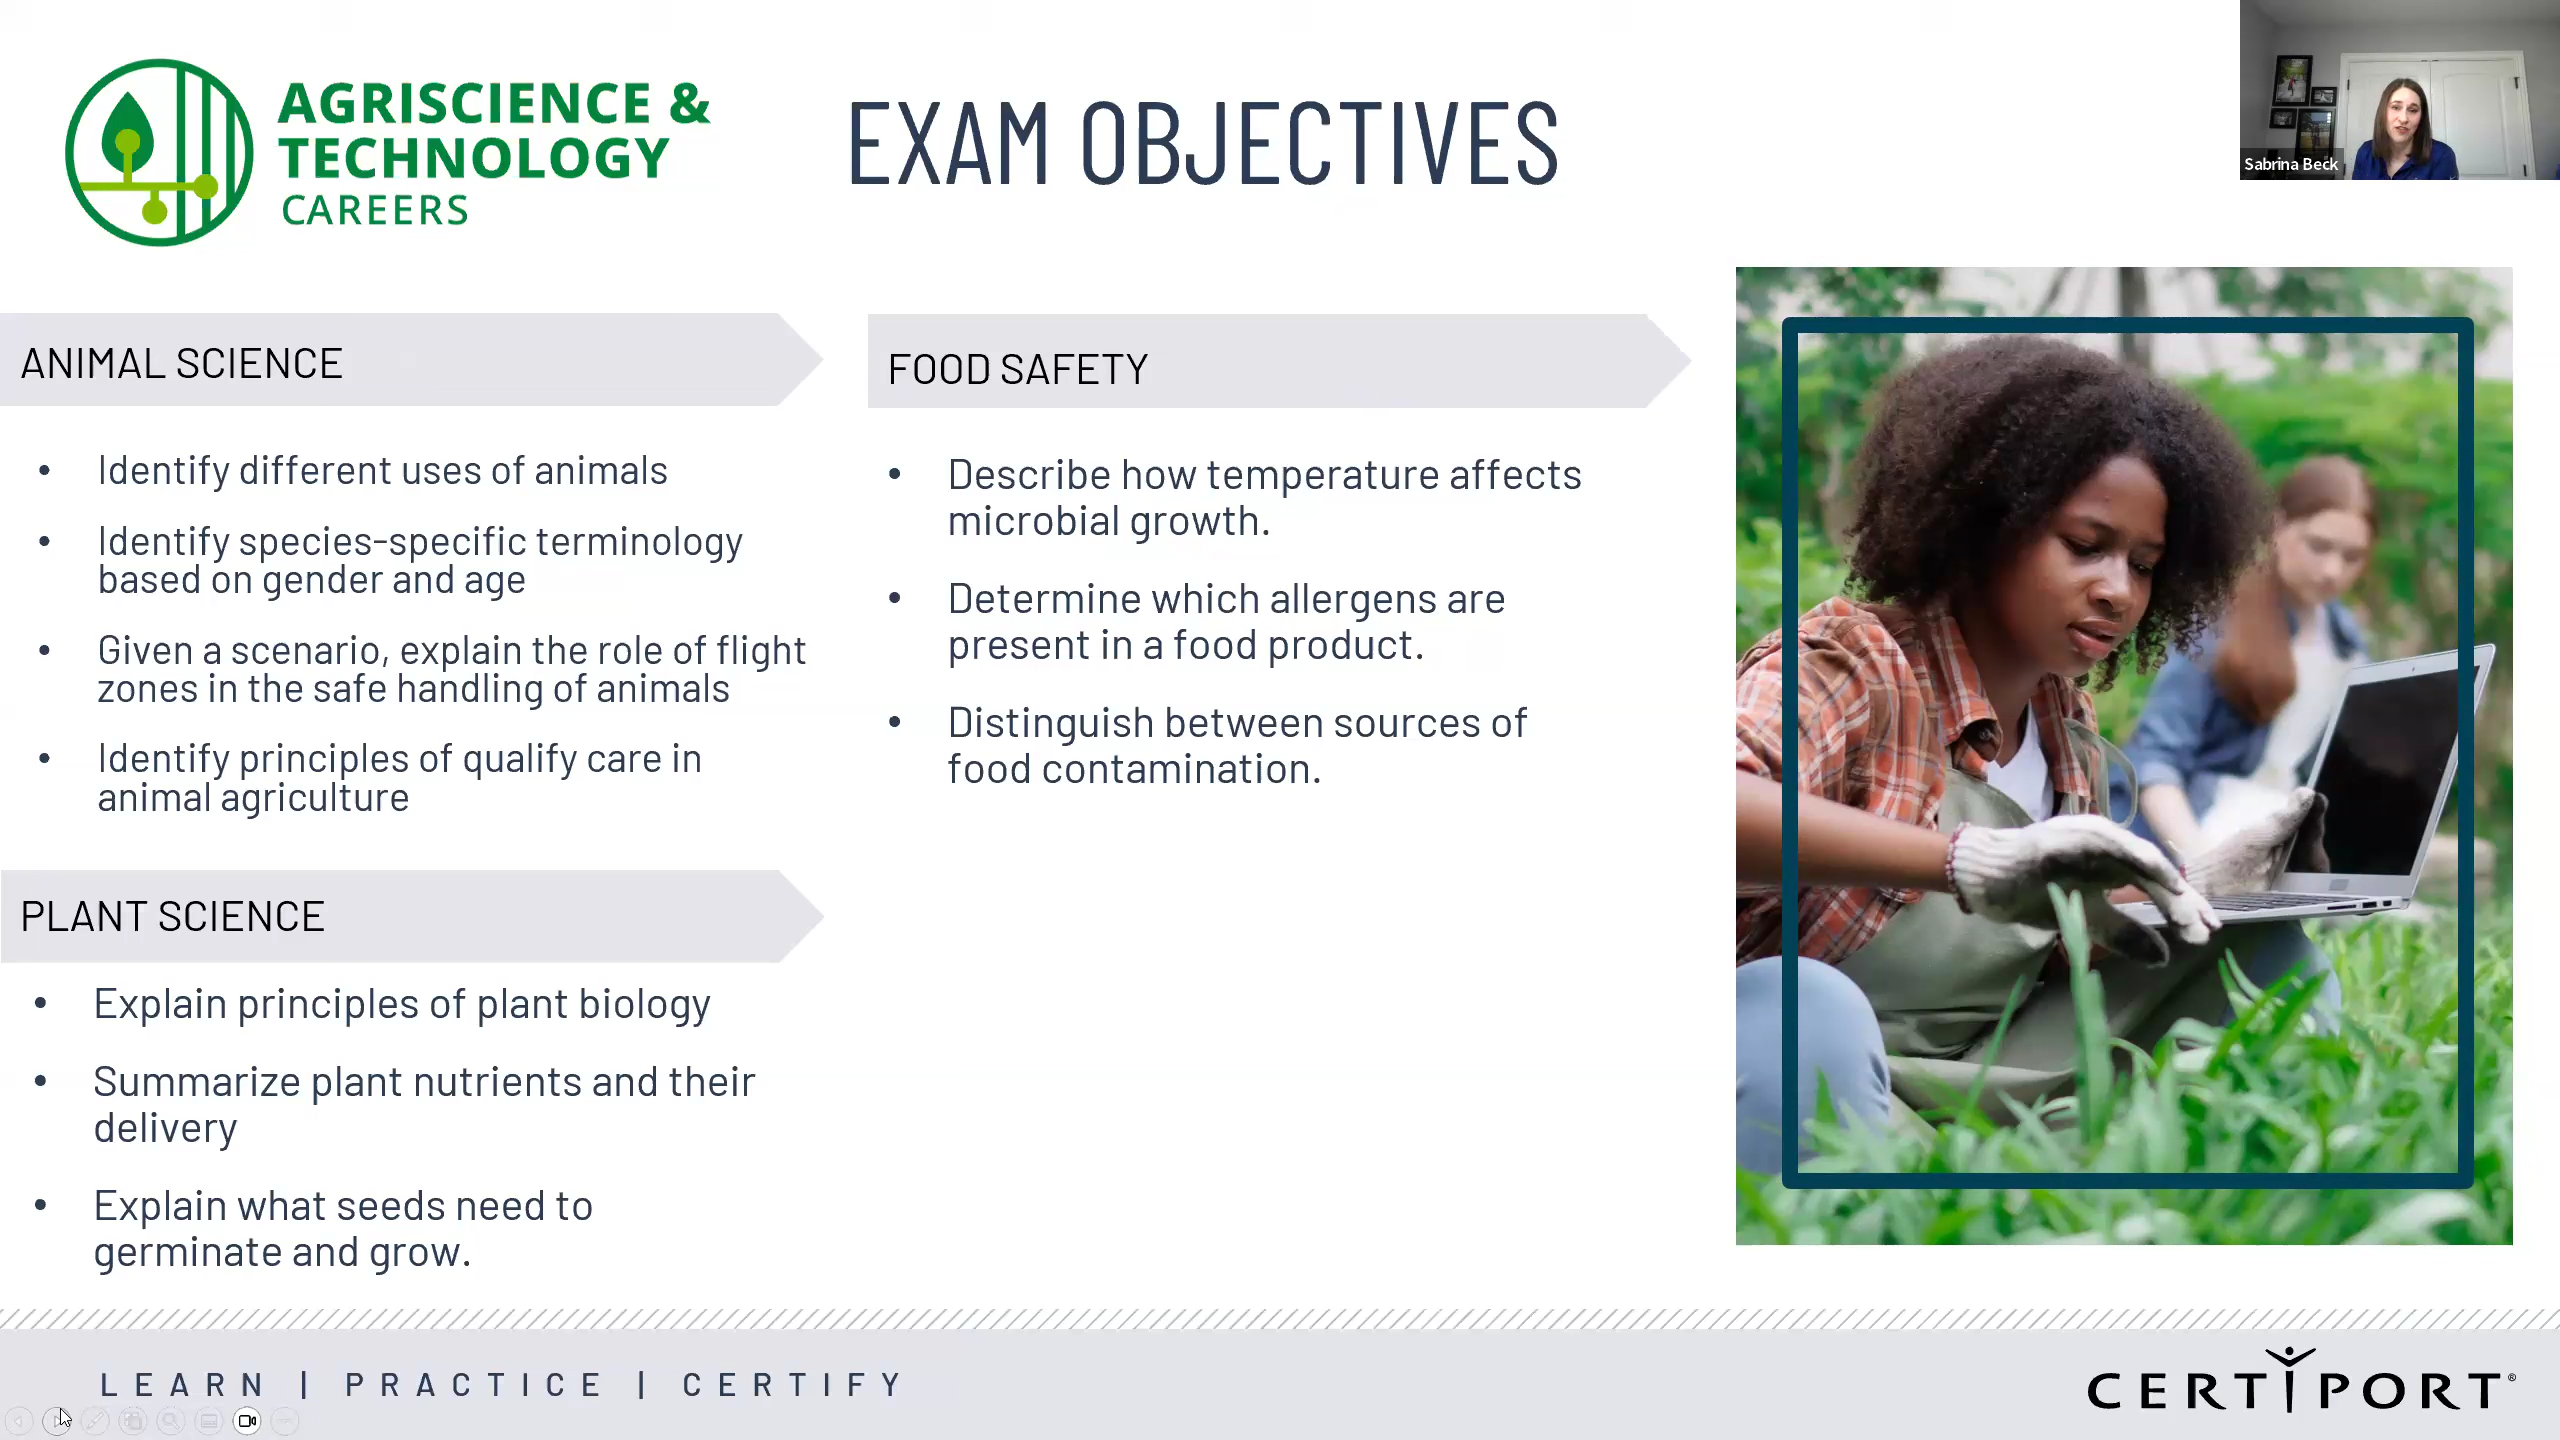 AGRISCIENCE &
TECHNOLOGY
CAREERS
EXAM OBJECTIVES
Sabrina Beck
ANIMAL SCIENCE
• Identify different uses of animals
• Identify species-specific terminology
based on gender and age
• Given a scenario, explain the role of flight
zones in the safe handling of animals
• Identify principles of qualify care in
animal agriculture
PLANT SCIENCE
• Explain principles of plant biology
• Summarize plant nutrients and their
delivery
• Explain what seeds need to
germinate and grow.
FOOD SAFETY
• Describe how temperature affects
microbial growth.
• Determine which allergens are
present in a food product.
• Distinguish between sources of
food contamination.
LEARN | PRACTICE | CERTIFY
CERTIPORT®